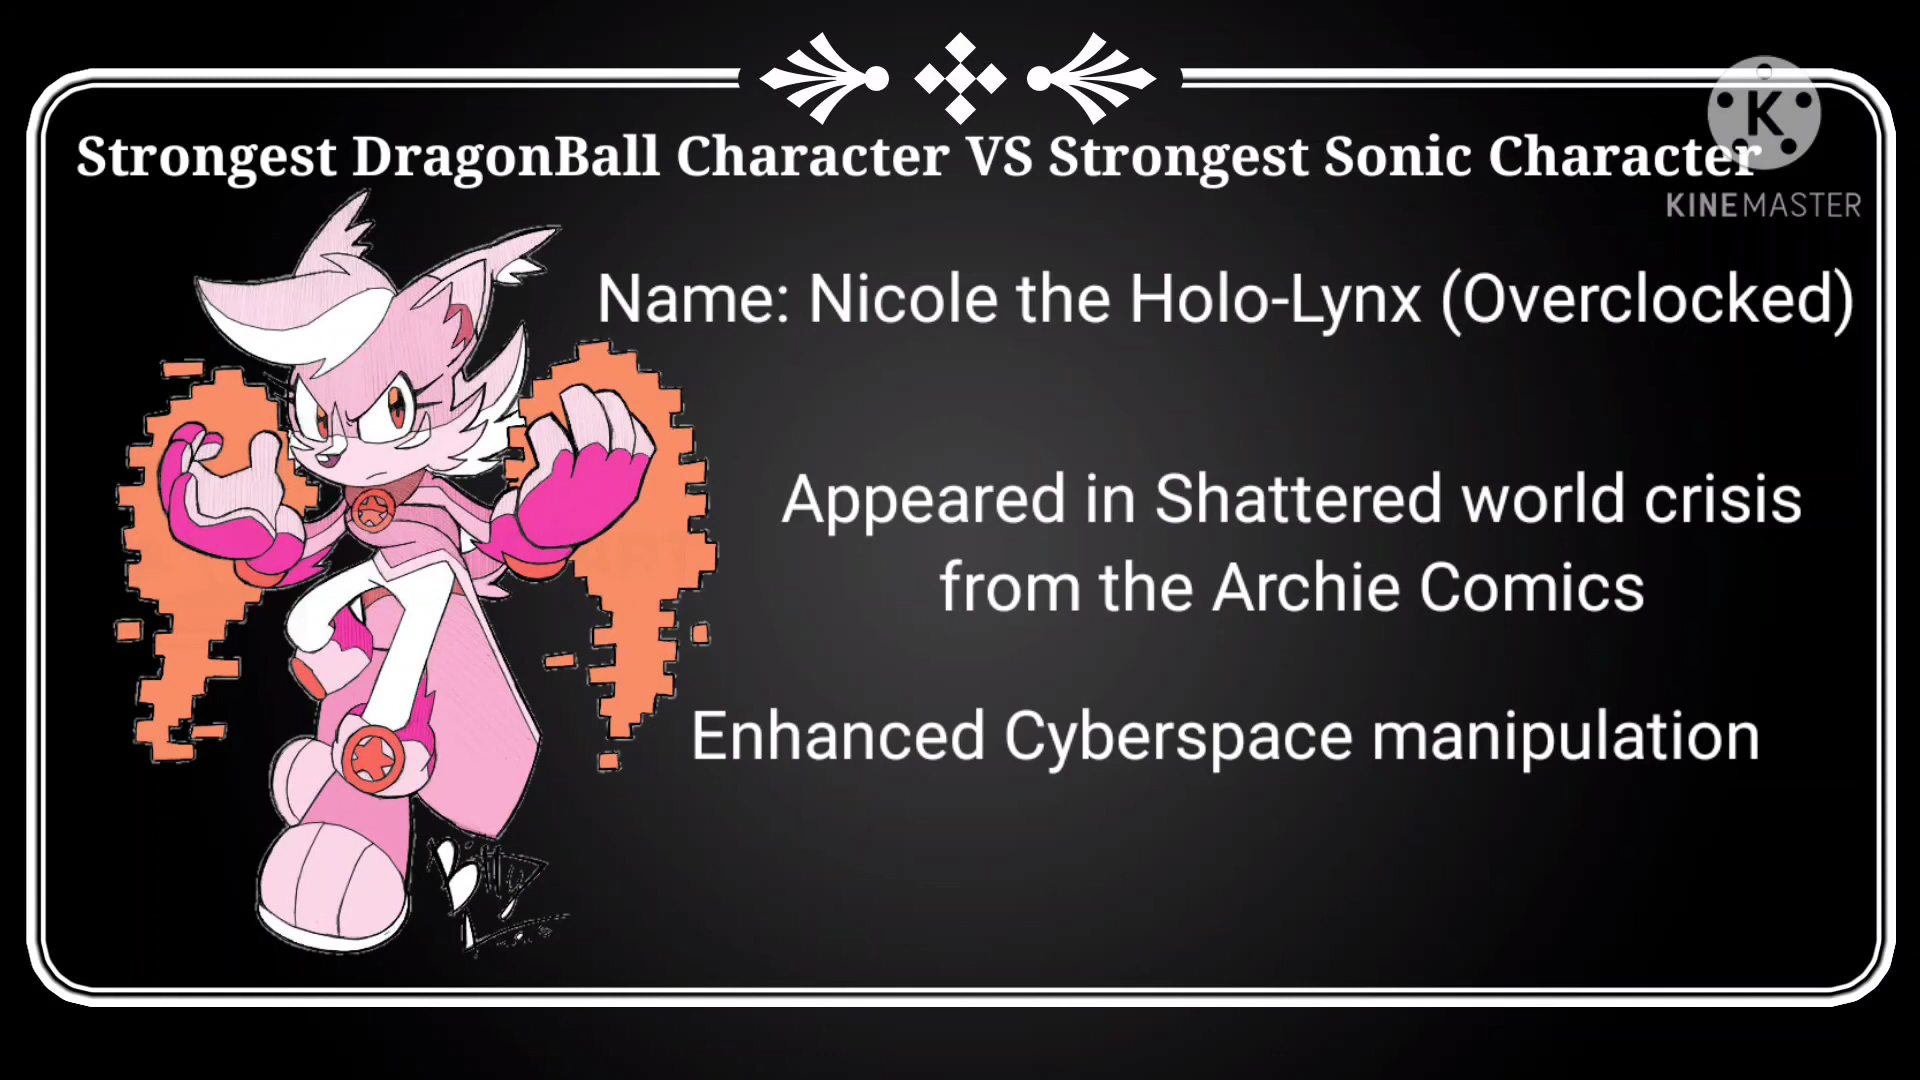 Strongest DragonBall Character VS Strongest Sonic Character
K
KINEMASTER
Name: Nicole the Holo-Lynx (Overclocked)
Appeared in Shattered world crisis
from the Archie Comics
Enhanced Cyberspace manipulation